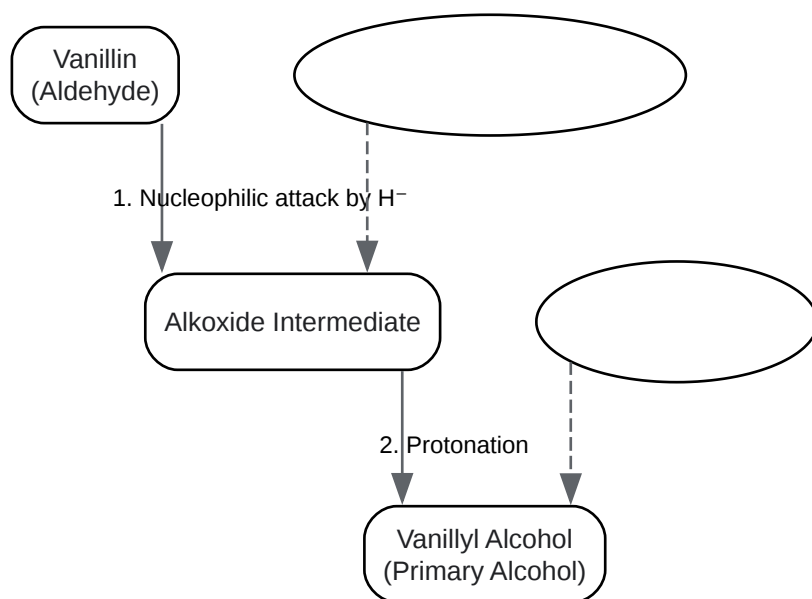 Vanillin
(Aldehyde)
1. Nucleophilic attack by H⁻
Alkoxide Intermediate
2. Protonation
Vanillyl Alcohol
(Primary Alcohol)